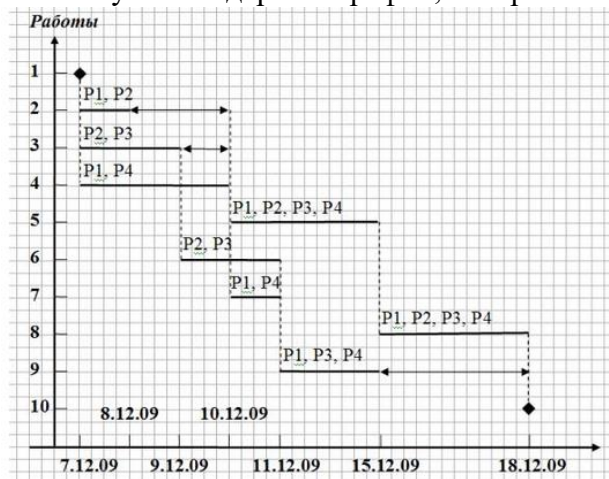 Работы
1
P1, P2
2
P2, P3
3
P1, P4
4
P1, P2, P3, P4
5
P2, P3
6
P1, P4
7
P1, P2, P3, P4
8
P1, P3, P4
9
10
8.12.09 10.12.09
7.12.09 9.12.09 11.12.09 15.12.09 18.12.09